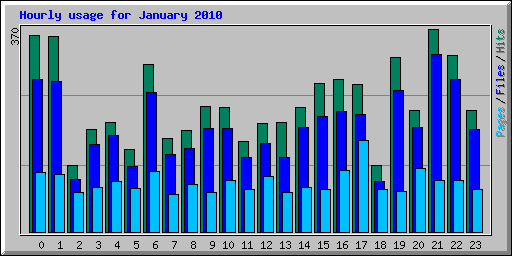 Hourly usage for January 2010
370
Pages / Files / Hits
0 1 2 3 4 5 6 7 8 9 10 11 12 13 14 15 16 17 18 19 20 21 22 23